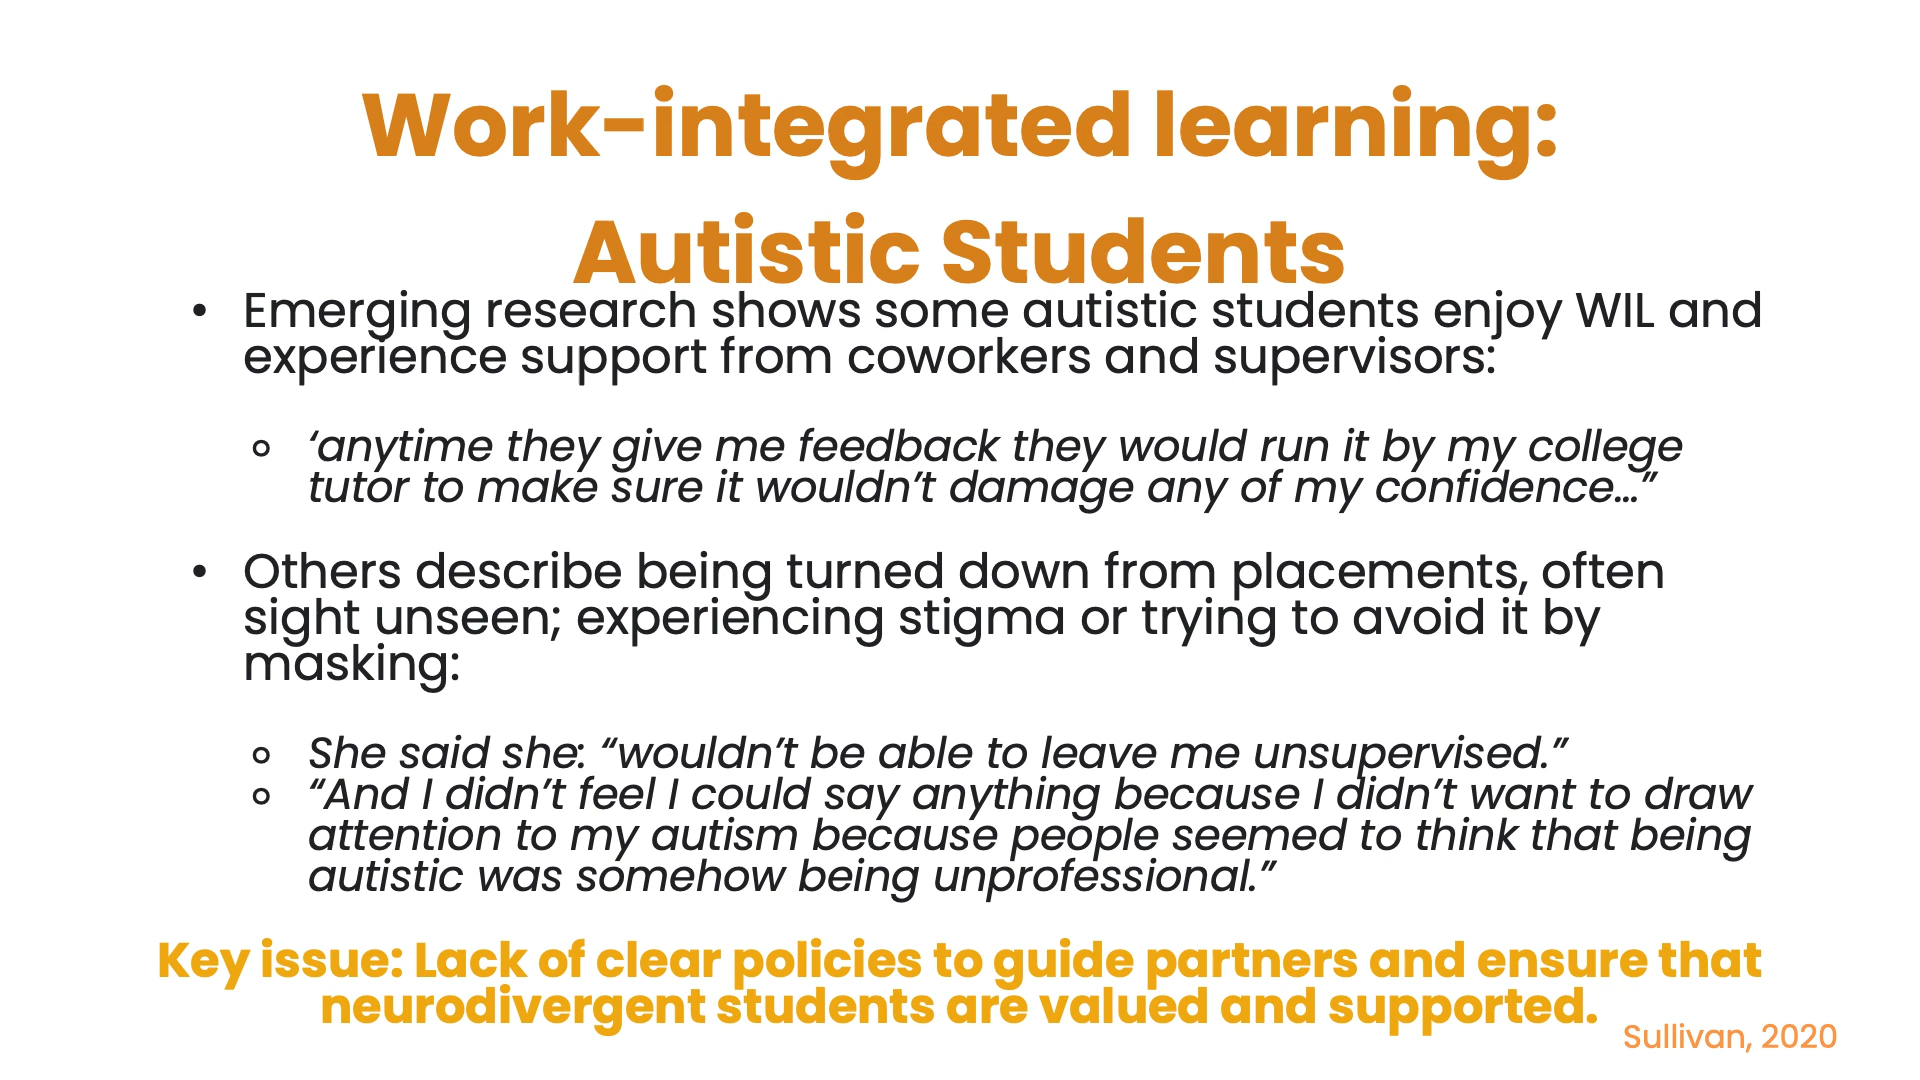 Work-integrated learning:
Autistic Students
• Emerging research shows some autistic students enjoy WIL and
experience support from coworkers and supervisors:
‘anytime they give me feedback they would run it by my college
tutor to make sure it wouldn’t damage any of my confidence…”
• Others describe being turned down from placements, often
sight unseen; experiencing stigma or trying to avoid it by
masking:
She said she: “wouldn’t be able to leave me unsupervised.”
“And I didn’t feel I could say anything because I didn’t want to draw
attention to my autism because people seemed to think that being
autistic was somehow being unprofessional.”
Key issue: Lack of clear policies to guide partners and ensure that
neurodivergent students are valued and supported.
Sullivan, 2020